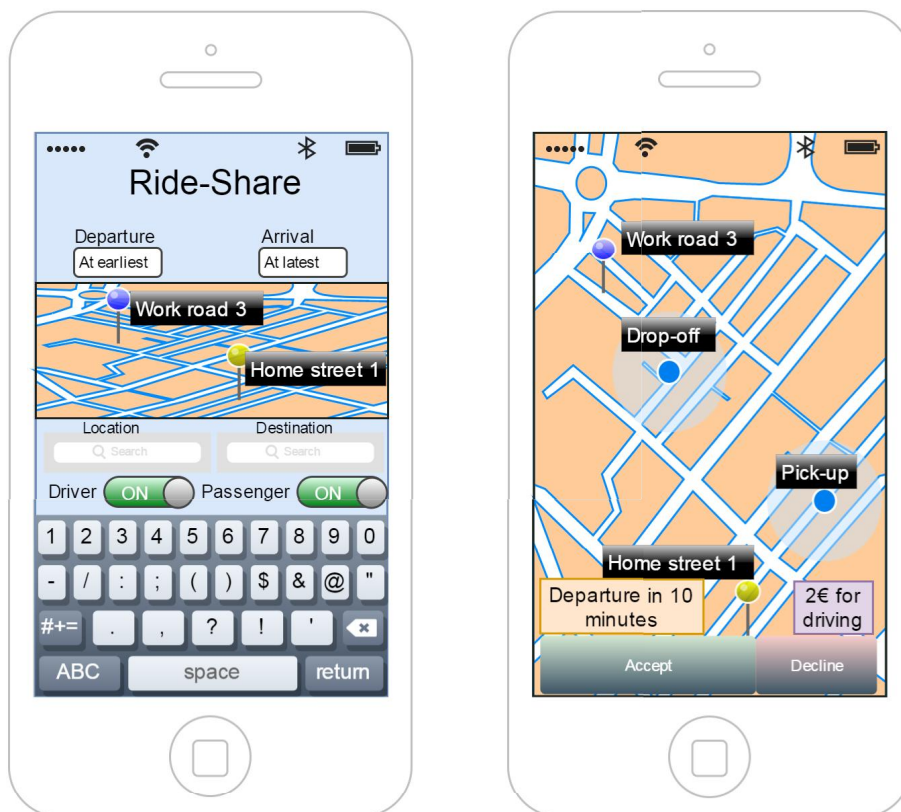 Ride-Share
Departure
Arrival
At earliest
At latest
Work road 3
Home street 1
Location
Destination
Search
Search
Driver
ON
Passenger
ON
1 2 3 4 5 6 7 8 9 0
- / : ; ( ) $ & @ "
#+= . , ? ! '
ABC space return
Work road 3
Drop-off
Pick-up
Home street 1
Departure in 10
minutes
2€ for
driving
Accept
Decline